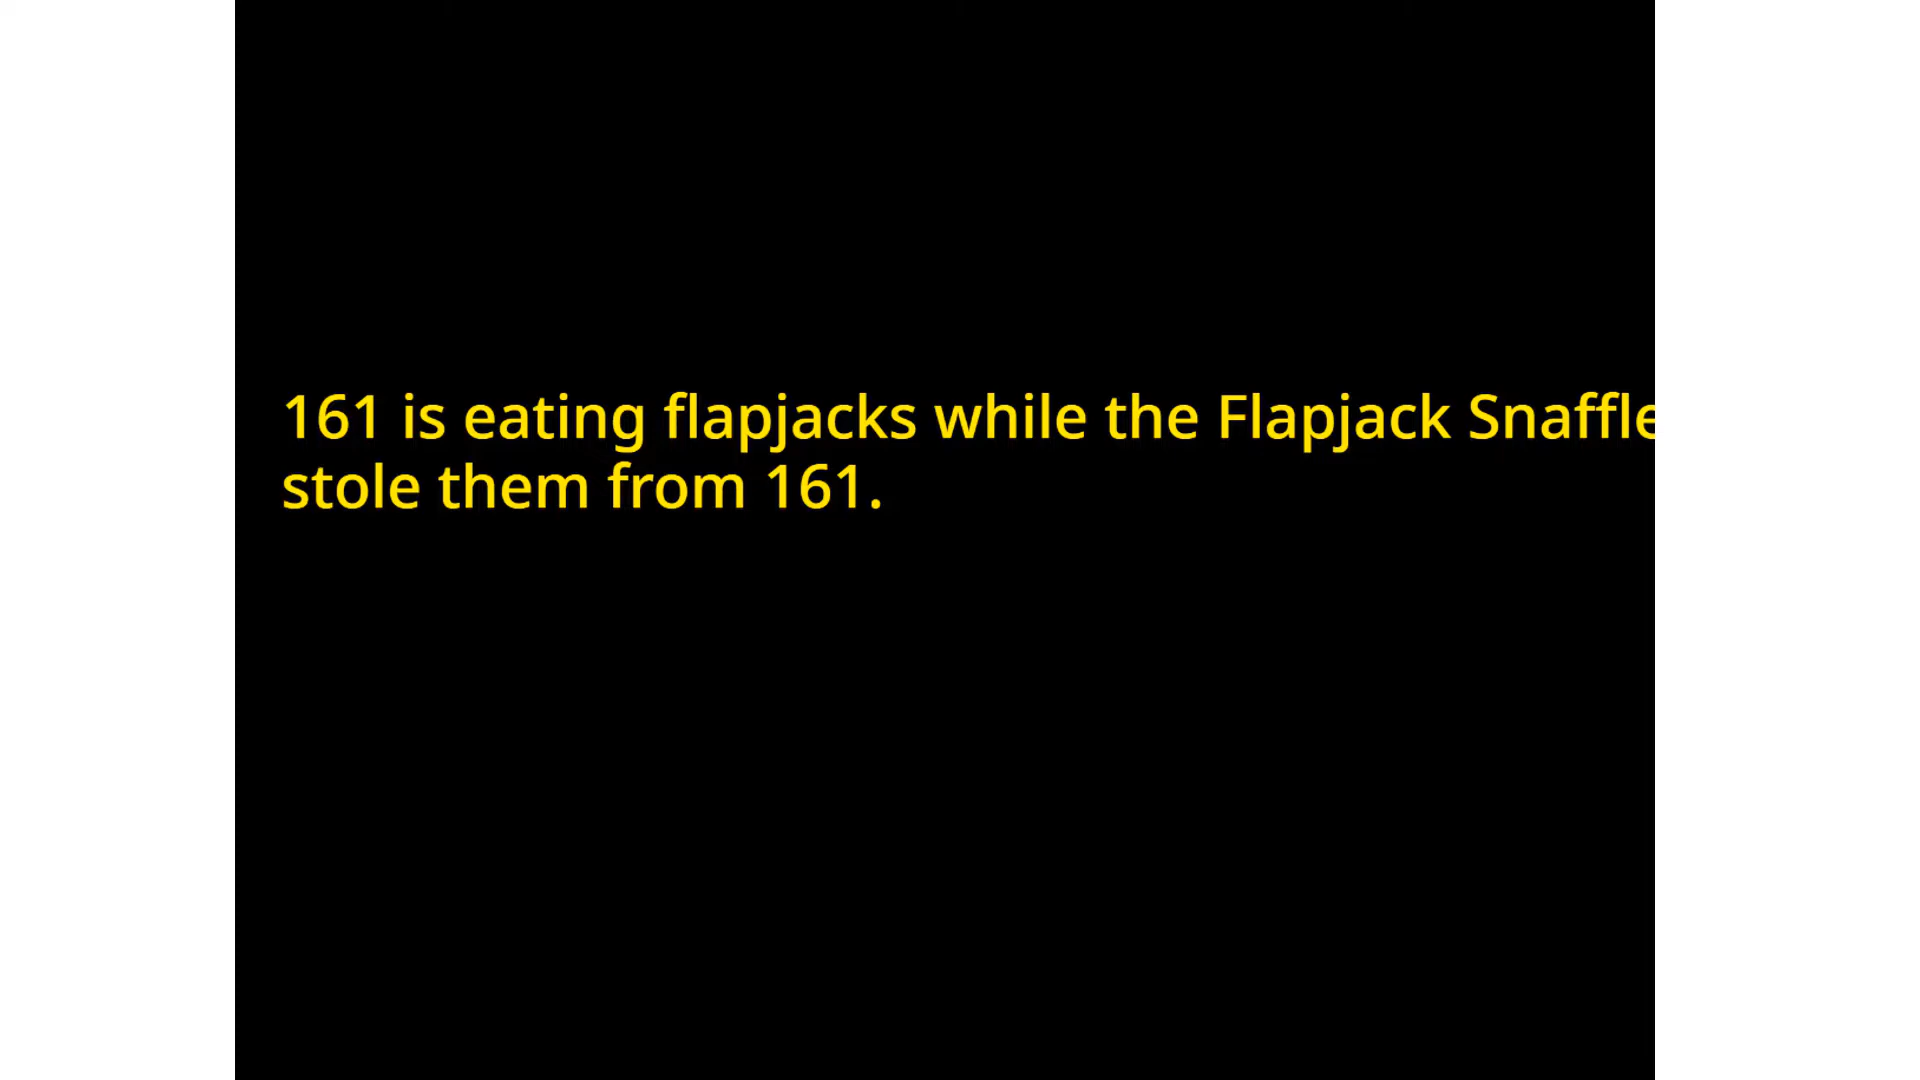 161 is eating flapjacks while the Flapjack Snaffle
stole them from 161.